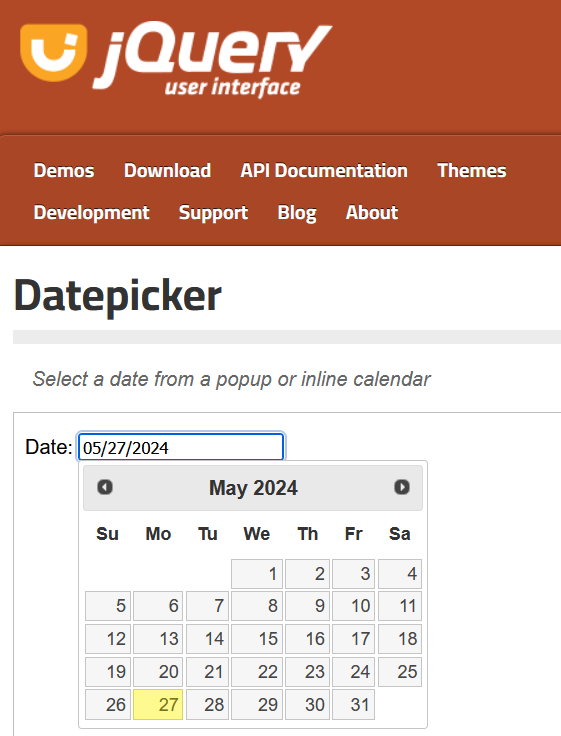 jQuery
user interface
Demos Download API Documentation Themes
Development Support Blog About
Datepicker
Select a date from a popup or inline calendar
Date: 05/27/2024
May 2024
Su Mo Tu We Th Fr Sa
1 2 3 4
5 6 7 8 9 10 11
12 13 14 15 16 17 18
19 20 21 22 23 24 25
26 27 28 29 30 31